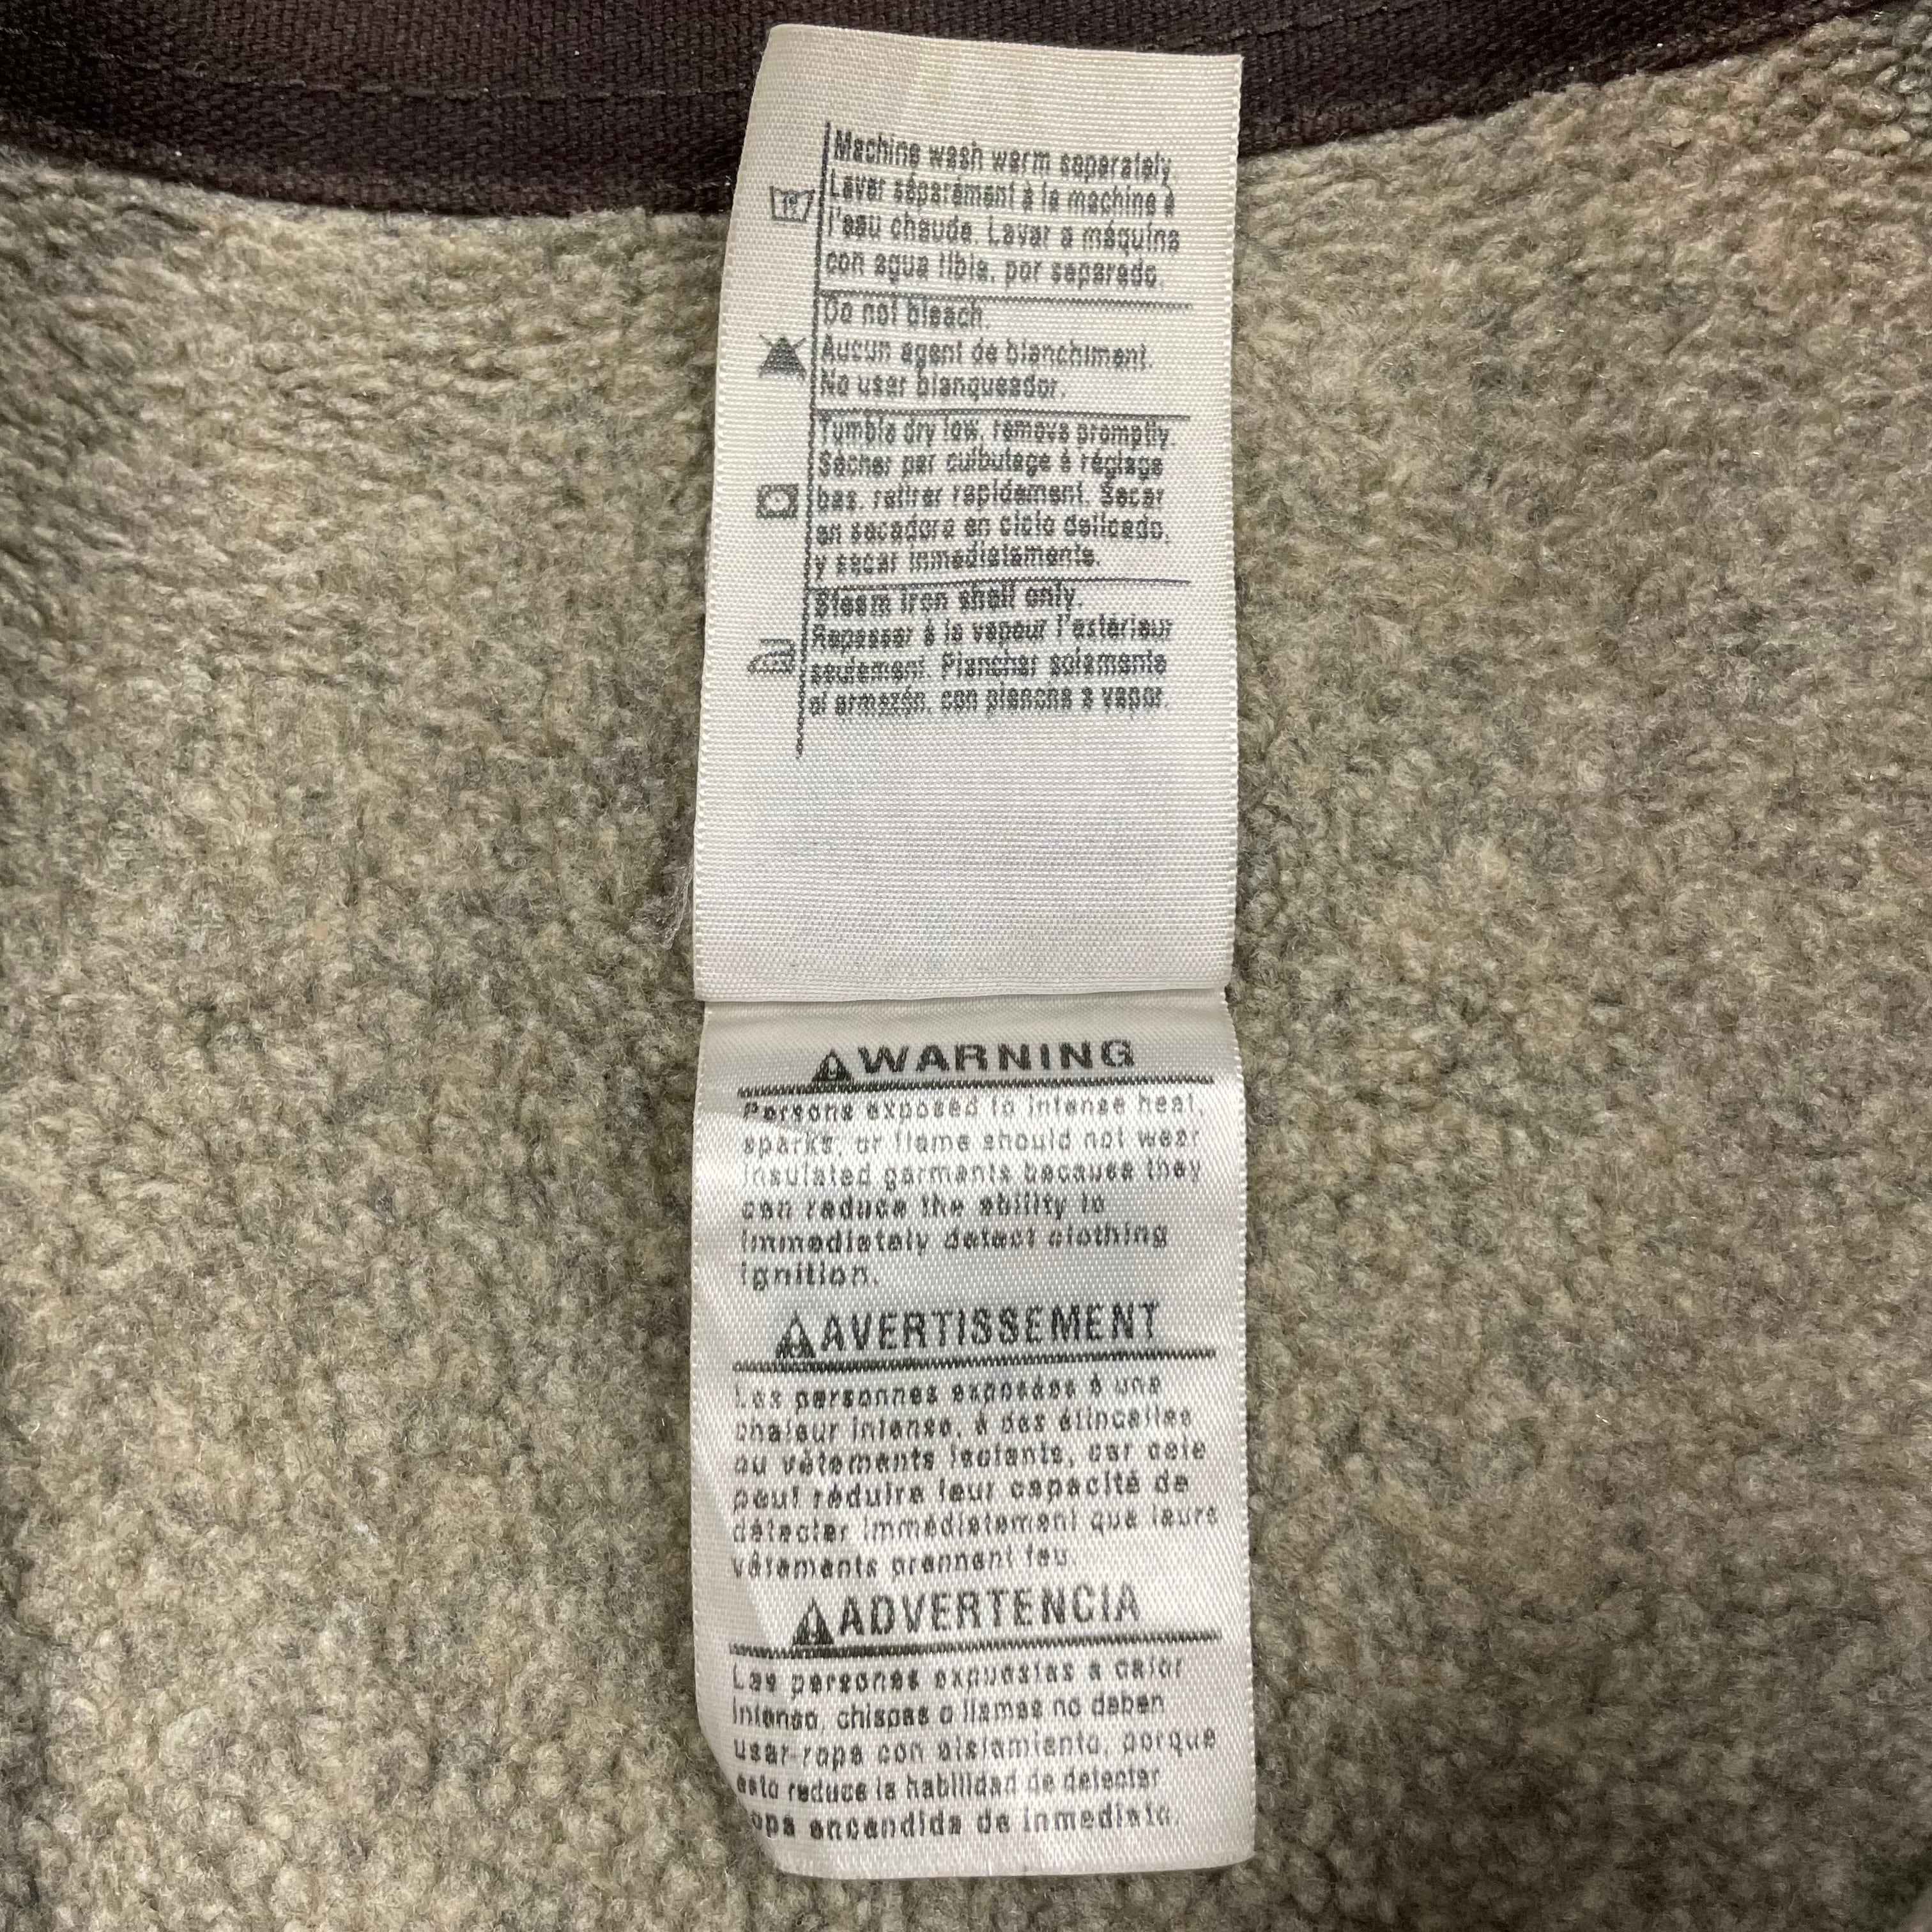 Machine wash warm separately
Laver séparément à la machine à
l'eau chaude. Lavar a máquina
con agua tibia, por separado.
Do not bleach.
Aucun agent de blanchiment.
No usar blanqueador.
Tumble dry low, remove promptly
Sécher par culbutage à réglage
bas, retirer rapidement. Secar
en secadora en ciclo delicado,
y secar inmediatamente.
Steam iron shell only.
Repasser à la vapeur l'extérieur
seulement. Planchar solamente
el armazón, con plancha a vapor.
WARNING
Persons exposed to intense heat,
sparks, or flame should not wear
insulated garments because they
can reduce the ability to
immediately detect clothing
ignition.
AVERTISSEMENT
Les personnes exposées à une
chaleur intense, à des étincelles
ou vêtements isolants, car cele
peut réduire leur capacité de
détecter immédiatement que leurs
vêtements prennent feu.
ADVERTENCIA
Las personas expuestas a calor
intenso, chispas o llamas no deben
usar ropa con aislamiento, porque
esto reduce la habilidad de detectar
ropa encendida de inmediato.